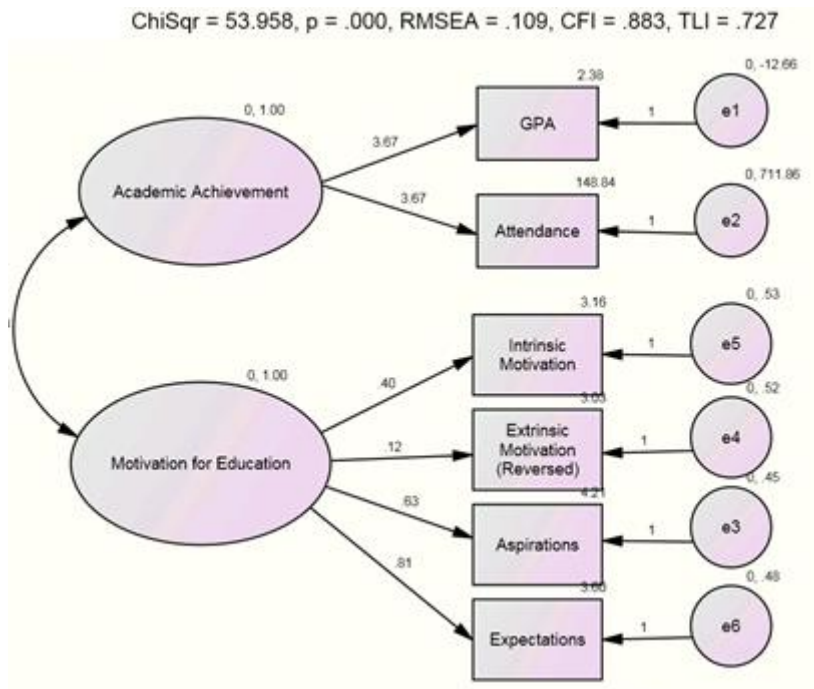 ChiSqr = 53.958, p = .000, RMSEA = .109, CFI = .883, TLI = .727
0, 1.00
Academic Achievement
3.67
3.67
2.38
GPA
1
0, -12.66
e1
148.84
Attendance
1
0, 711.86
e2
0, 1.00
Motivation for Education
.40
.12
.63
.81
3.16
Intrinsic
Motivation
1
0, .53
e5
3.03
Extrinsic
Motivation
(Reversed)
1
0, .52
e4
4.21
Aspirations
1
0, .45
e3
3.60
Expectations
1
0, .48
e6